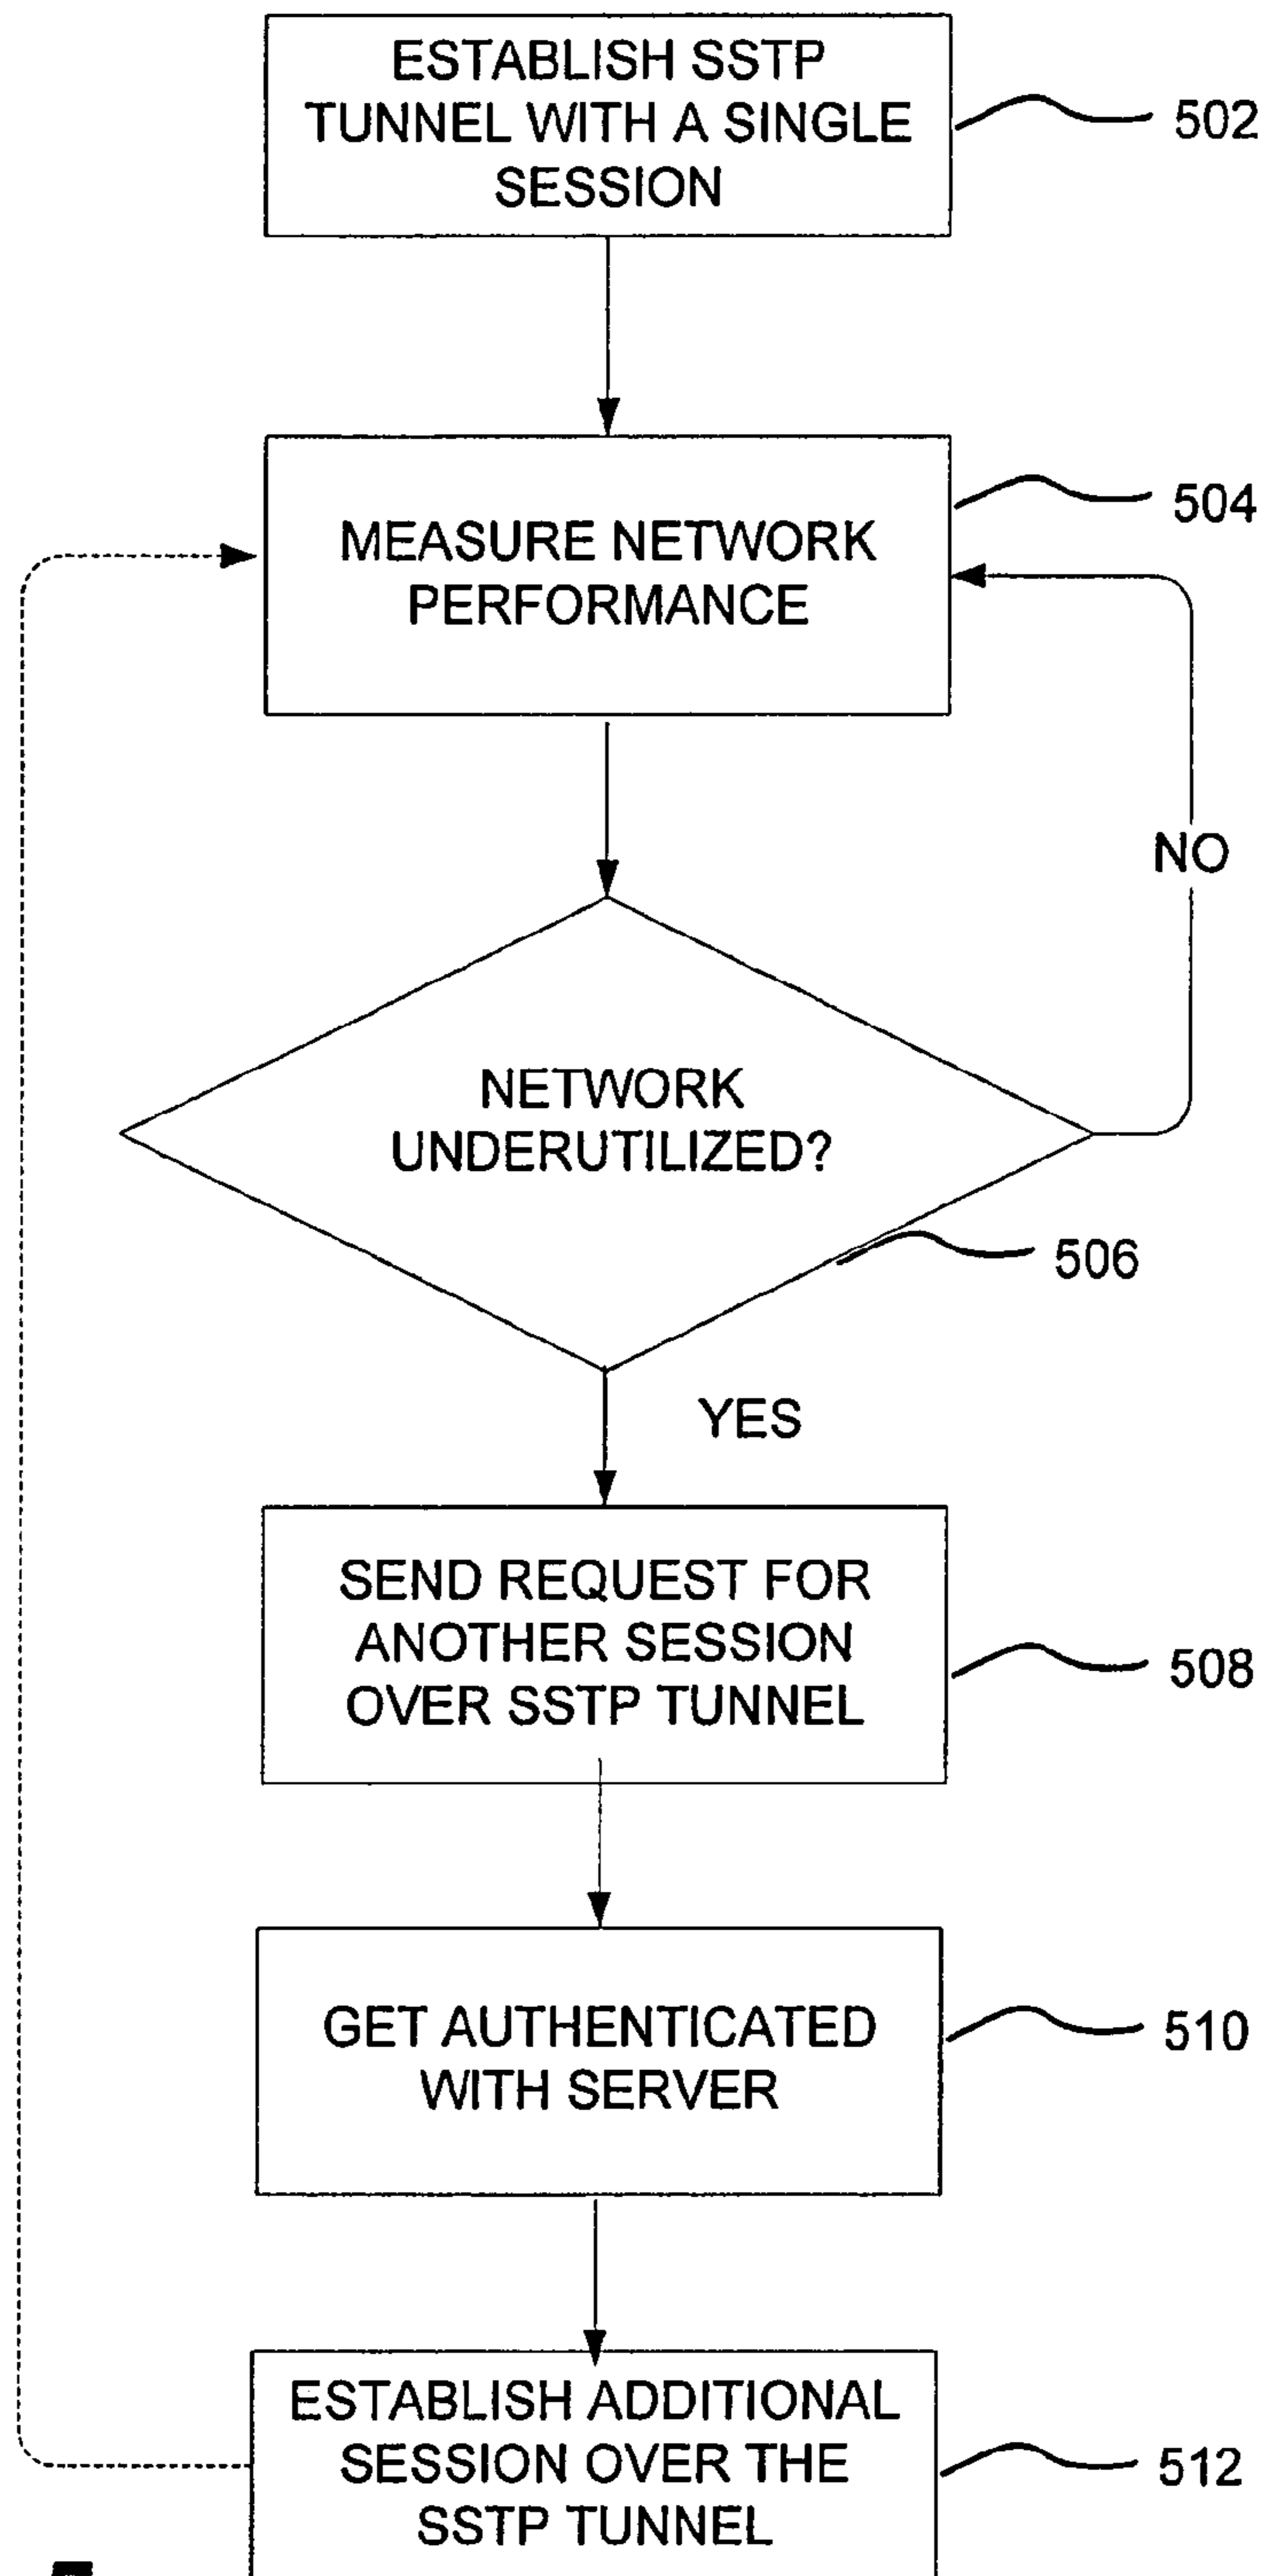 ESTABLISH SSTP
TUNNEL WITH A SINGLE
SESSION
502
MEASURE NETWORK
PERFORMANCE
504
NO
NETWORK
UNDERUTILIZED?
506
YES
SEND REQUEST FOR
ANOTHER SESSION
OVER SSTP TUNNEL
508
GET AUTHENTICATED
WITH SERVER
510
ESTABLISH ADDITIONAL
SESSION OVER THE
SSTP TUNNEL
512